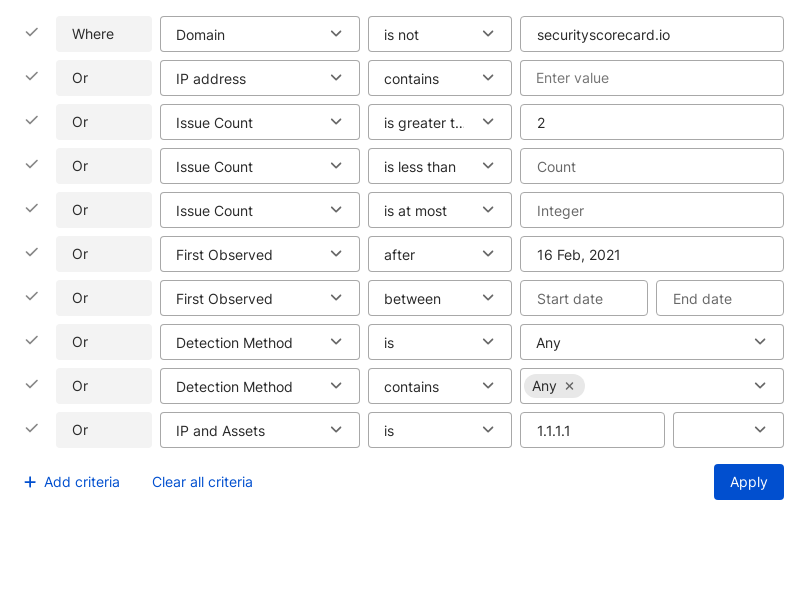 Where Domain is not securityscorecard.io
Or IP address contains Enter value
Or Issue Count is greater t... 2
Or Issue Count is less than Count
Or Issue Count is at most Integer
Or First Observed after 16 Feb, 2021
Or First Observed between Start date End date
Or Detection Method is Any
Or Detection Method contains Any
Or IP and Assets is 1.1.1.1
Add criteria Clear all criteria Apply